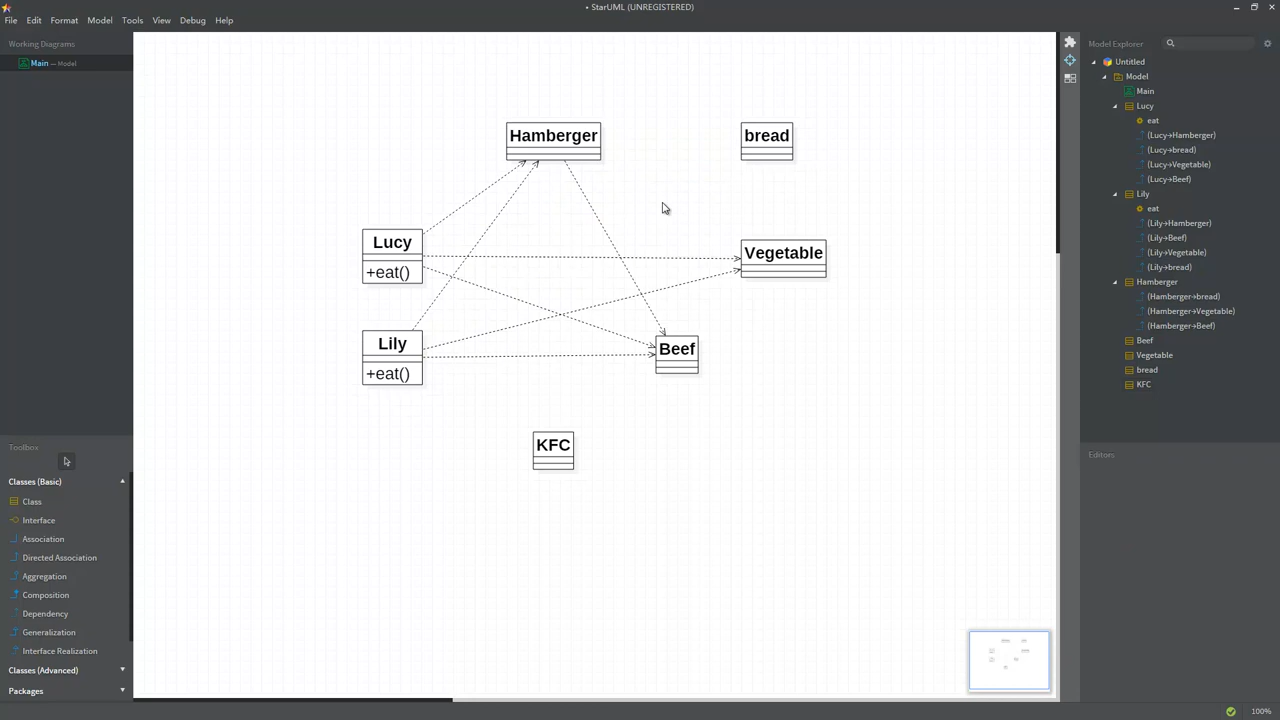 • StarUML (UNREGISTERED)
File Edit Format Model Tools View Debug Help
Working Diagrams
Main — Model
Toolbox
Classes (Basic)
Class
Interface
Association
Directed Association
Aggregation
Composition
Dependency
Generalization
Interface Realization
Classes (Advanced)
Packages
Hamberger
bread
Lucy
+eat()
Vegetable
Lily
+eat()
Beef
KFC
Model Explorer
Untitled
Model
Main
Lucy
eat
(Lucy→Hamberger)
(Lucy→bread)
(Lucy→Vegetable)
(Lucy→Beef)
Lily
eat
(Lily→Hamberger)
(Lily→Beef)
(Lily→Vegetable)
(Lily→bread)
Hamberger
(Hamberger→bread)
(Hamberger→Vegetable)
(Hamberger→Beef)
Beef
Vegetable
bread
KFC
Editors
100%